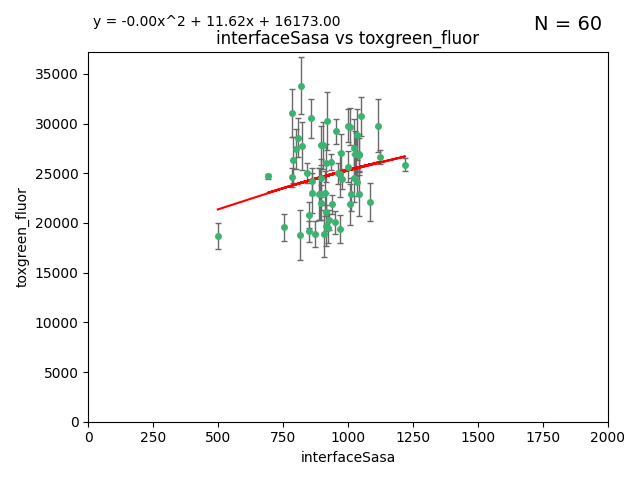 y = -0.00x^2 + 11.62x + 16173.00
N = 60
interfaceSasa vs toxgreen_fluor
35000
30000
25000
20000
15000
10000
5000
0
toxgreen_fluor
0 250 500 750 1000 1250 1500 1750 2000
interfaceSasa